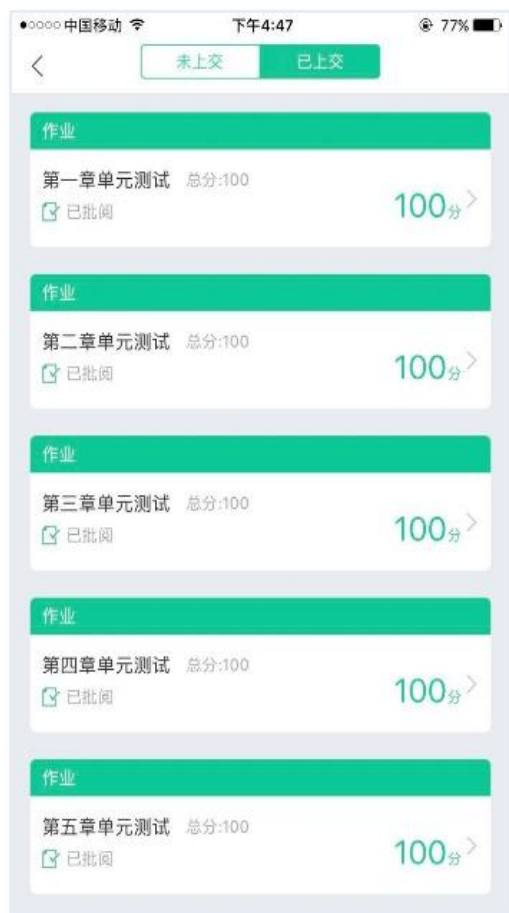 中国移动 下午4:47 77%
未上交 已上交
作业
第一章单元测试 总分:100
已批阅 100分
作业
第二章单元测试 总分:100
已批阅 100分
作业
第三章单元测试 总分:100
已批阅 100分
作业
第四章单元测试 总分:100
已批阅 100分
作业
第五章单元测试 总分:100
已批阅 100分